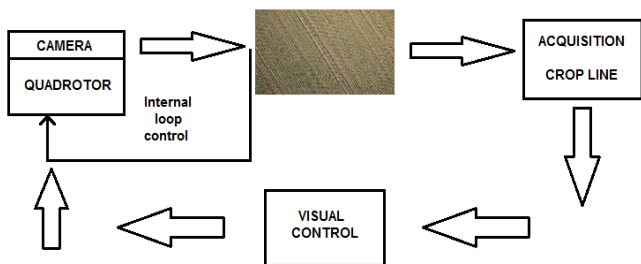 CAMERA
QUADROTOR
Internal
loop
control
ACQUISITION
CROP LINE
VISUAL
CONTROL